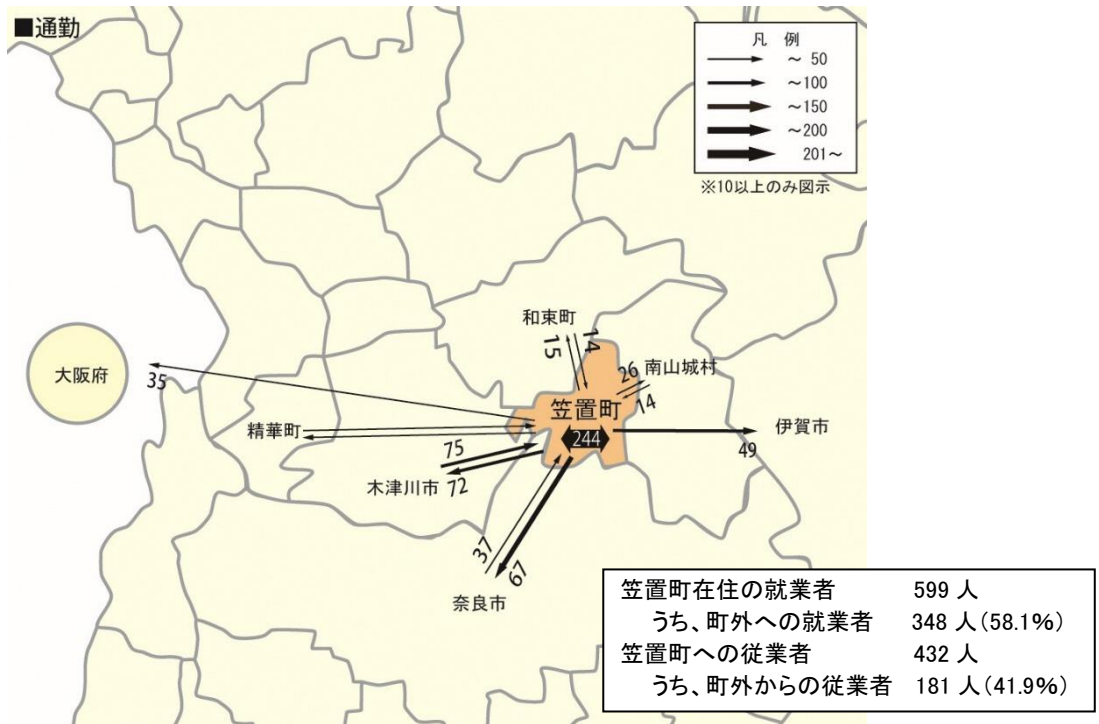 ■通勤
凡 例
～ 50
～100
～150
～200
201～
※10以上のみ図示
和束町
15
14
26
南山城村
14
大阪府
35
笠置町
244
精華町
伊賀市
49
75
木津川市
72
37
67
奈良市
笠置町在住の就業者 599 人
うち、町外への就業者 348 人(58.1%)
笠置町への従業者 432 人
うち、町外からの従業者 181 人(41.9%)